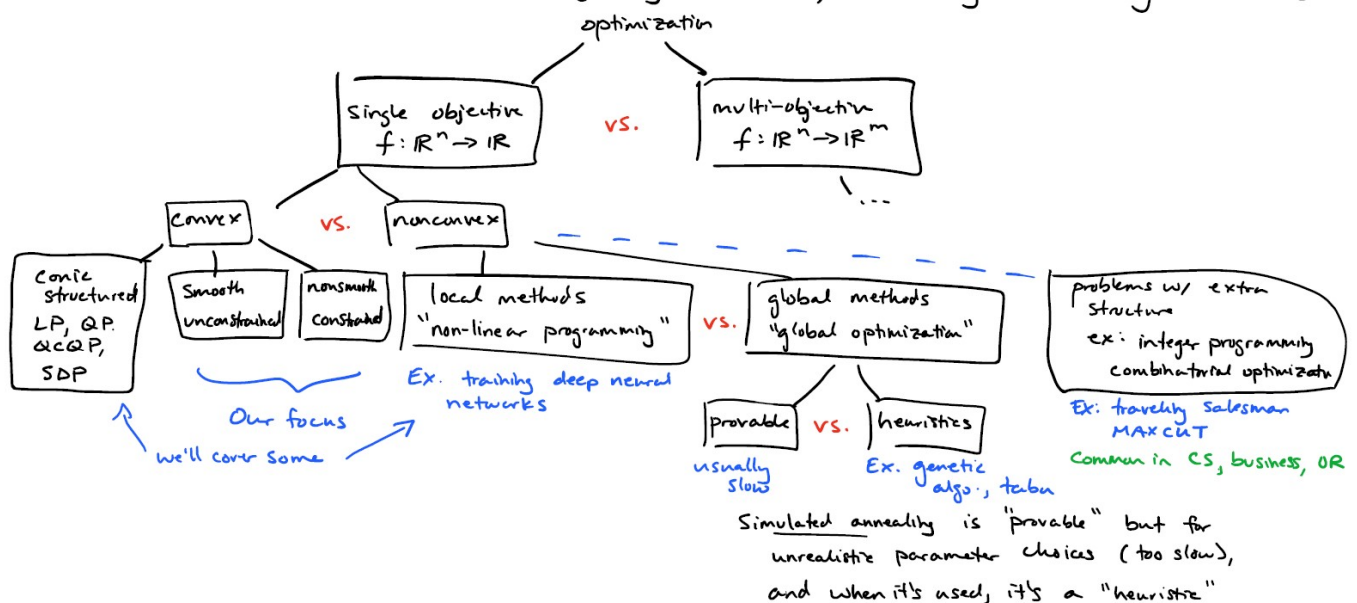 optimization
single objective
f: ℝⁿ → ℝ
vs.
multi-objective
f: ℝⁿ → ℝᵐ
...
convex
vs.
nonconvex
conic
structured
LP, QP.
QCQP,
SDP
smooth
unconstrained
nonsmooth
constrained
local methods
"non-linear programming"
vs.
global methods
"global optimization"
problems w/ extra
structure
ex: integer programming
combinatorial optimizatn
Our focus
we'll cover some
Ex. training deep neural
networks
provable
vs.
heuristics
usually
slow
Ex. genetic
algo., tabu
Ex: traveling salesman
MAXCUT
Common in CS, business, OR
Simulated annealing is "provable" but for
unrealistic parameter choices (too slow),
and when it's used, it's a "heuristic"